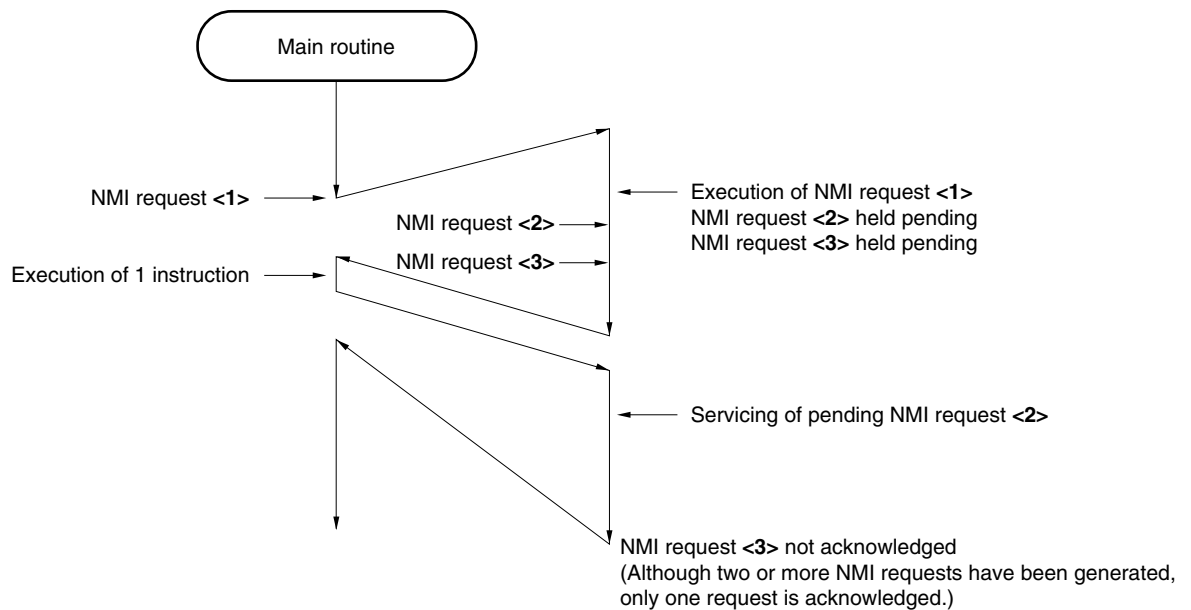 Main routine
NMI request <1>
Execution of NMI request <1>
NMI request <2> held pending
NMI request <3> held pending
NMI request <2>
NMI request <3>
Execution of 1 instruction
Servicing of pending NMI request <2>
NMI request <3> not acknowledged
(Although two or more NMI requests have been generated,
only one request is acknowledged.)